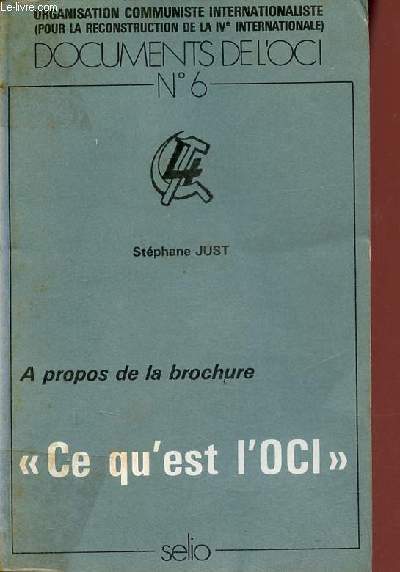 Le-livre.com
ORGANISATION COMMUNISTE INTERNATIONALISTE
(POUR LA RECONSTRUCTION DE LA IVe INTERNATIONALE)
DOCUMENTS DE L'OCI
N° 6
4
Stéphane JUST
A propos de la brochure
« Ce qu'est l'OCI »
selio